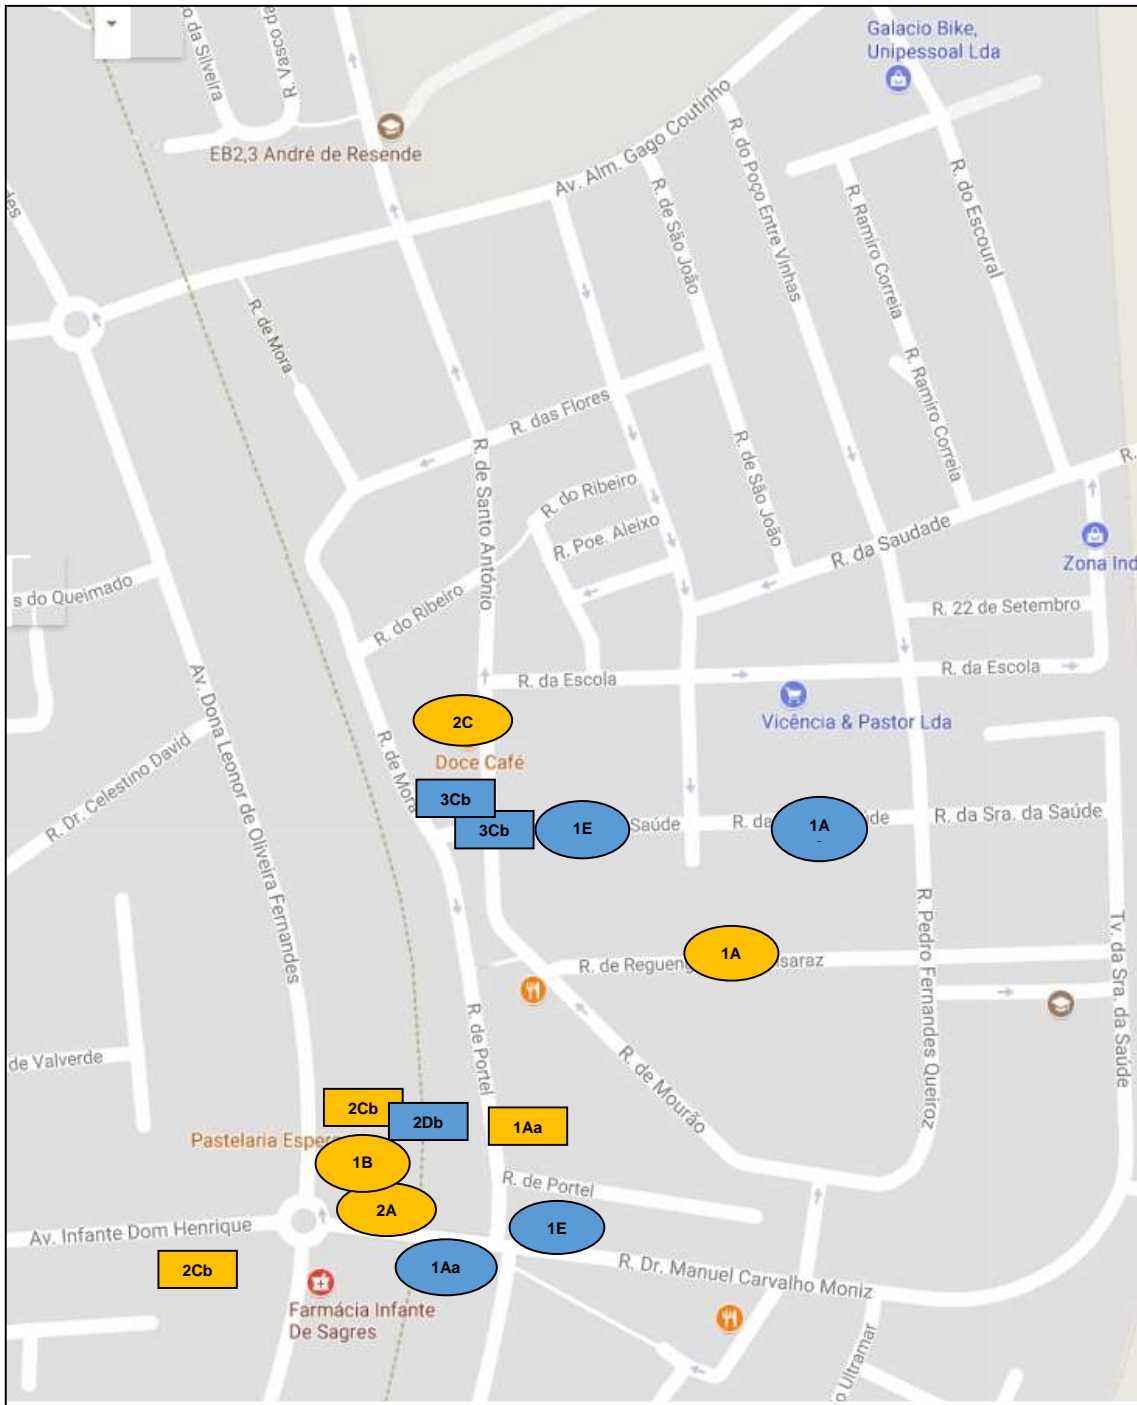 Galacio Bike,
Unipessoal Lda
o da Silveira
R. Vasco da
EB2,3 André de Resende
Av. Alm. Gago Coutinho
R. do Poço Entre Vinhas
R. de São João
R. Ramiro Correia
R. do Escoural
des
R. de Mora
R. Ramiro Correia
R. das Flores
R. de Santo António
R. de São João
R.
R. do Ribeiro
R. Poe. Aleixo
R. da Saudade
Zona Ind
s do Queimado
R. do Ribeiro
R. 22 de Setembro
R. da Escola
R. da Escola
Av. Dona Leonor de Oliveira Fernandes
2C
Vicência & Pastor Lda
R. Dr. Celestino David
R. de Mora
Doce Café
3Cb
3Cb
1E
Saúde
R. da
1A
úde
R. da Sra. da Saúde
R. Pedro Fernandes Queiroz
Tv. da Sra. da Saúde
R. de Regueng
1A
saraz
R. de Portel
R. de Mourão
de Valverde
2Cb
2Db
1Aa
Pastelaria Espe
1B
R. de Portel
2A
Av. Infante Dom Henrique
1E
2Cb
1Aa
R. Dr. Manuel Carvalho Moniz
Farmácia Infante
De Sagres
o Ultramar